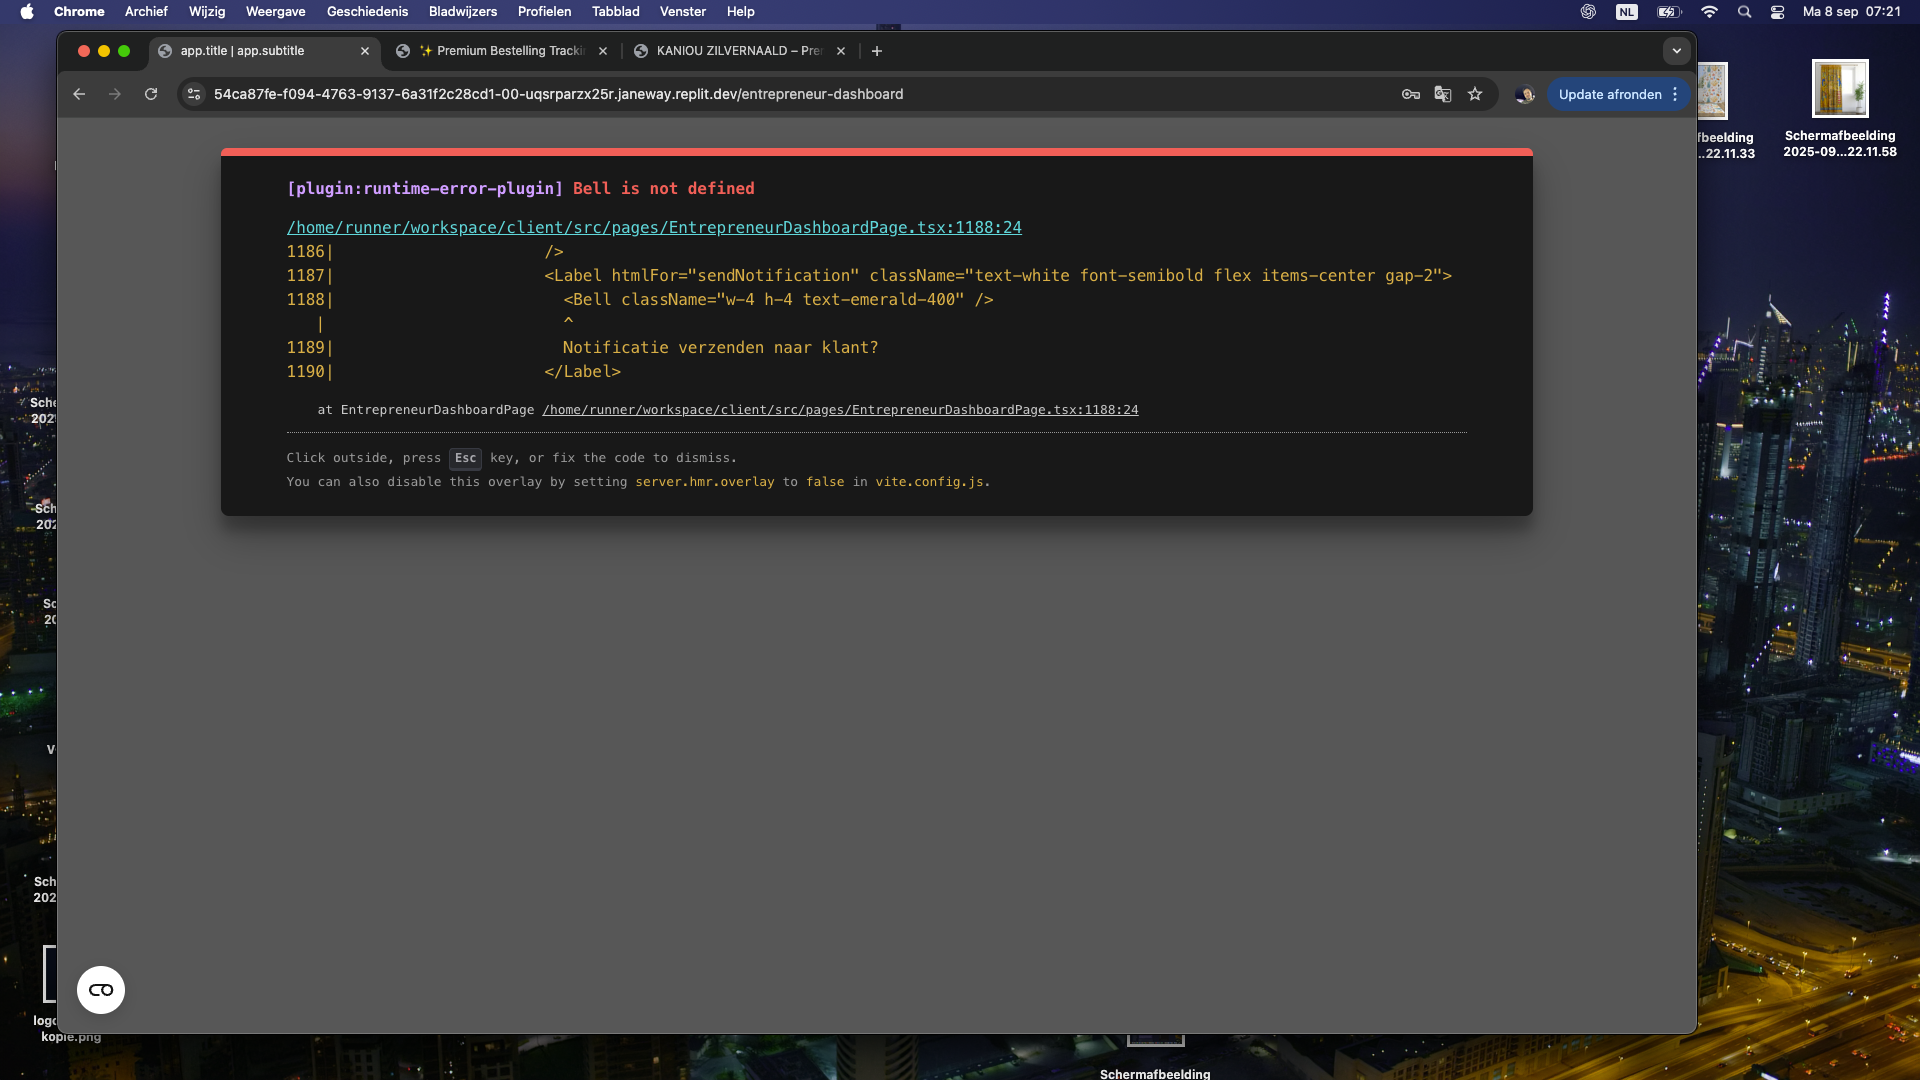 Chrome Archief Wijzig Weergave Geschiedenis Bladwijzers Profielen Tabblad Venster Help NL Ma 8 sep 07:21
app.title | app.subtitle
✨ Premium Bestelling Tracki
KANIOU ZILVERNAALD – Pre
54ca87fe-f094-4763-9137-6a31f2c28cd1-00-uqsrparzx25r.janeway.replit.dev/entrepreneur-dashboard
Update afronden
[plugin:runtime-error-plugin] Bell is not defined
/home/runner/workspace/client/src/pages/EntrepreneurDashboardPage.tsx:1188:24
1186| />
1187| <Label htmlFor="sendNotification" className="text-white font-semibold flex items-center gap-2">
1188| <Bell className="w-4 h-4 text-emerald-400" />
| ^
1189| Notificatie verzenden naar klant?
1190| </Label>
at EntrepreneurDashboardPage /home/runner/workspace/client/src/pages/EntrepreneurDashboardPage.tsx:1188:24
Click outside, press Esc key, or fix the code to dismiss.
You can also disable this overlay by setting server.hmr.overlay to false in vite.config.js.
fbeelding
..22.11.33
Schermafbeelding
2025-09...22.11.58
Sche
202
Sch
202
Sc
20
V
Sch
202
logo
kopie.png
Schermafbeelding